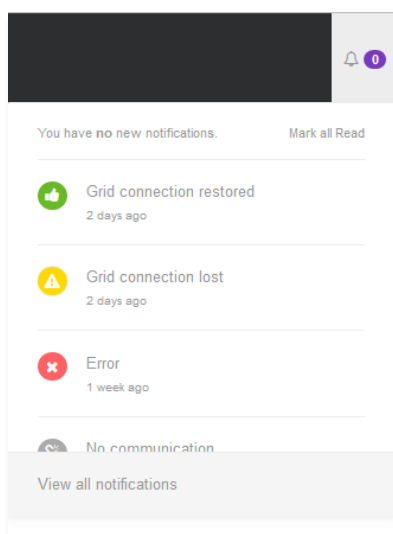 0
You have no new notifications. Mark all Read
Grid connection restored
2 days ago
Grid connection lost
2 days ago
Error
1 week ago
No communication
View all notifications